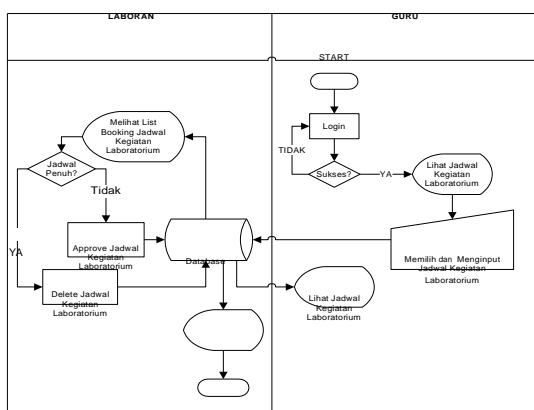 LABORAN
GURU
START
Login
TIDAK
Sukses?
YA
Lihat Jadwal
Kegiatan
Laboratorium
Memilih dan Menginput
Jadwal Kegiatan
Laboratorium
Melihat List
Booking Jadwal
Kegiatan
Laboratorium
Jadwal
Penuh?
Tidak
YA
Approve Jadwal
Kegiatan
Laboratorium
Delete Jadwal
Kegiatan
Laboratorium
Database
Lihat Jadwal
Kegiatan
Laboratorium